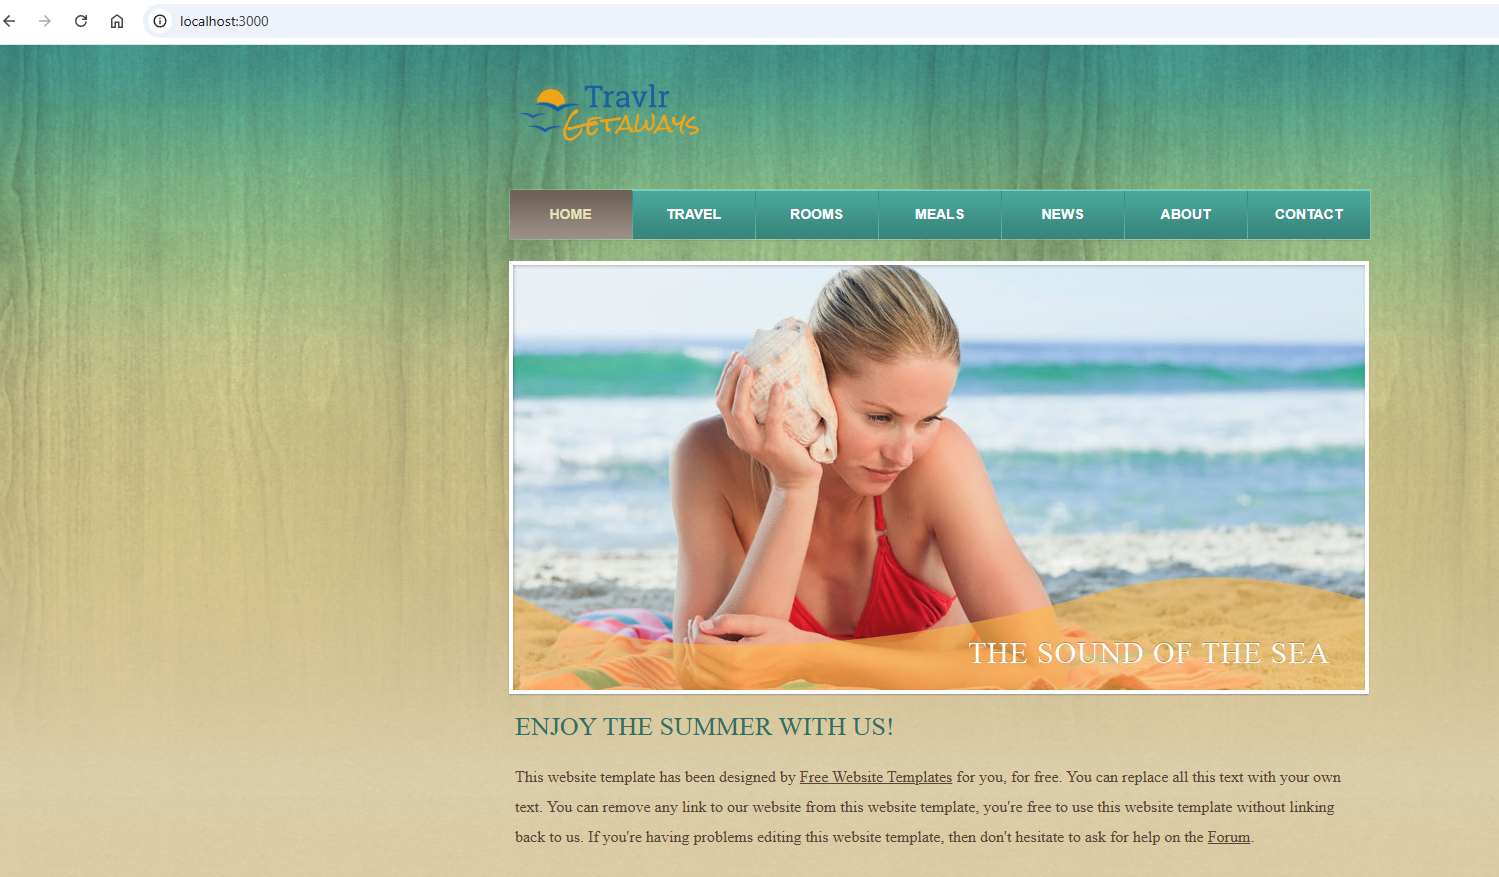 localhost:3000
Travlr
Getaways
HOME TRAVEL ROOMS MEALS NEWS ABOUT CONTACT
THE SOUND OF THE SEA
ENJOY THE SUMMER WITH US!
This website template has been designed by Free Website Templates for you, for free. You can replace all this text with your own
text. You can remove any link to our website from this website template, you're free to use this website template without linking
back to us. If you're having problems editing this website template, then don't hesitate to ask for help on the Forum.